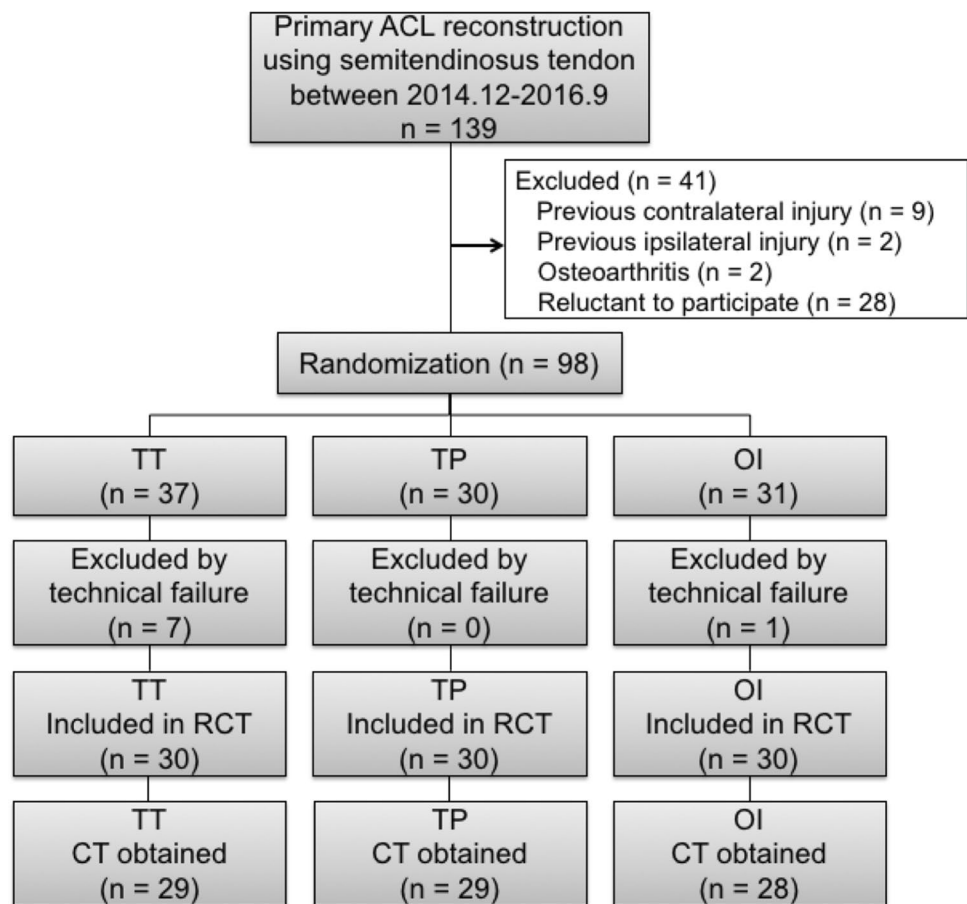 Primary ACL reconstruction
using semitendinosus tendon
between 2014.12-2016.9
n = 139
Excluded (n = 41)
Previous contralateral injury (n = 9)
Previous ipsilateral injury (n = 2)
Osteoarthritis (n = 2)
Reluctant to participate (n = 28)
Randomization (n = 98)
TT
(n = 37)
TP
(n = 30)
OI
(n = 31)
Excluded by
technical failure
(n = 7)
Excluded by
technical failure
(n = 0)
Excluded by
technical failure
(n = 1)
TT
Included in RCT
(n = 30)
TP
Included in RCT
(n = 30)
OI
Included in RCT
(n = 30)
TT
CT obtained
(n = 29)
TP
CT obtained
(n = 29)
OI
CT obtained
(n = 28)